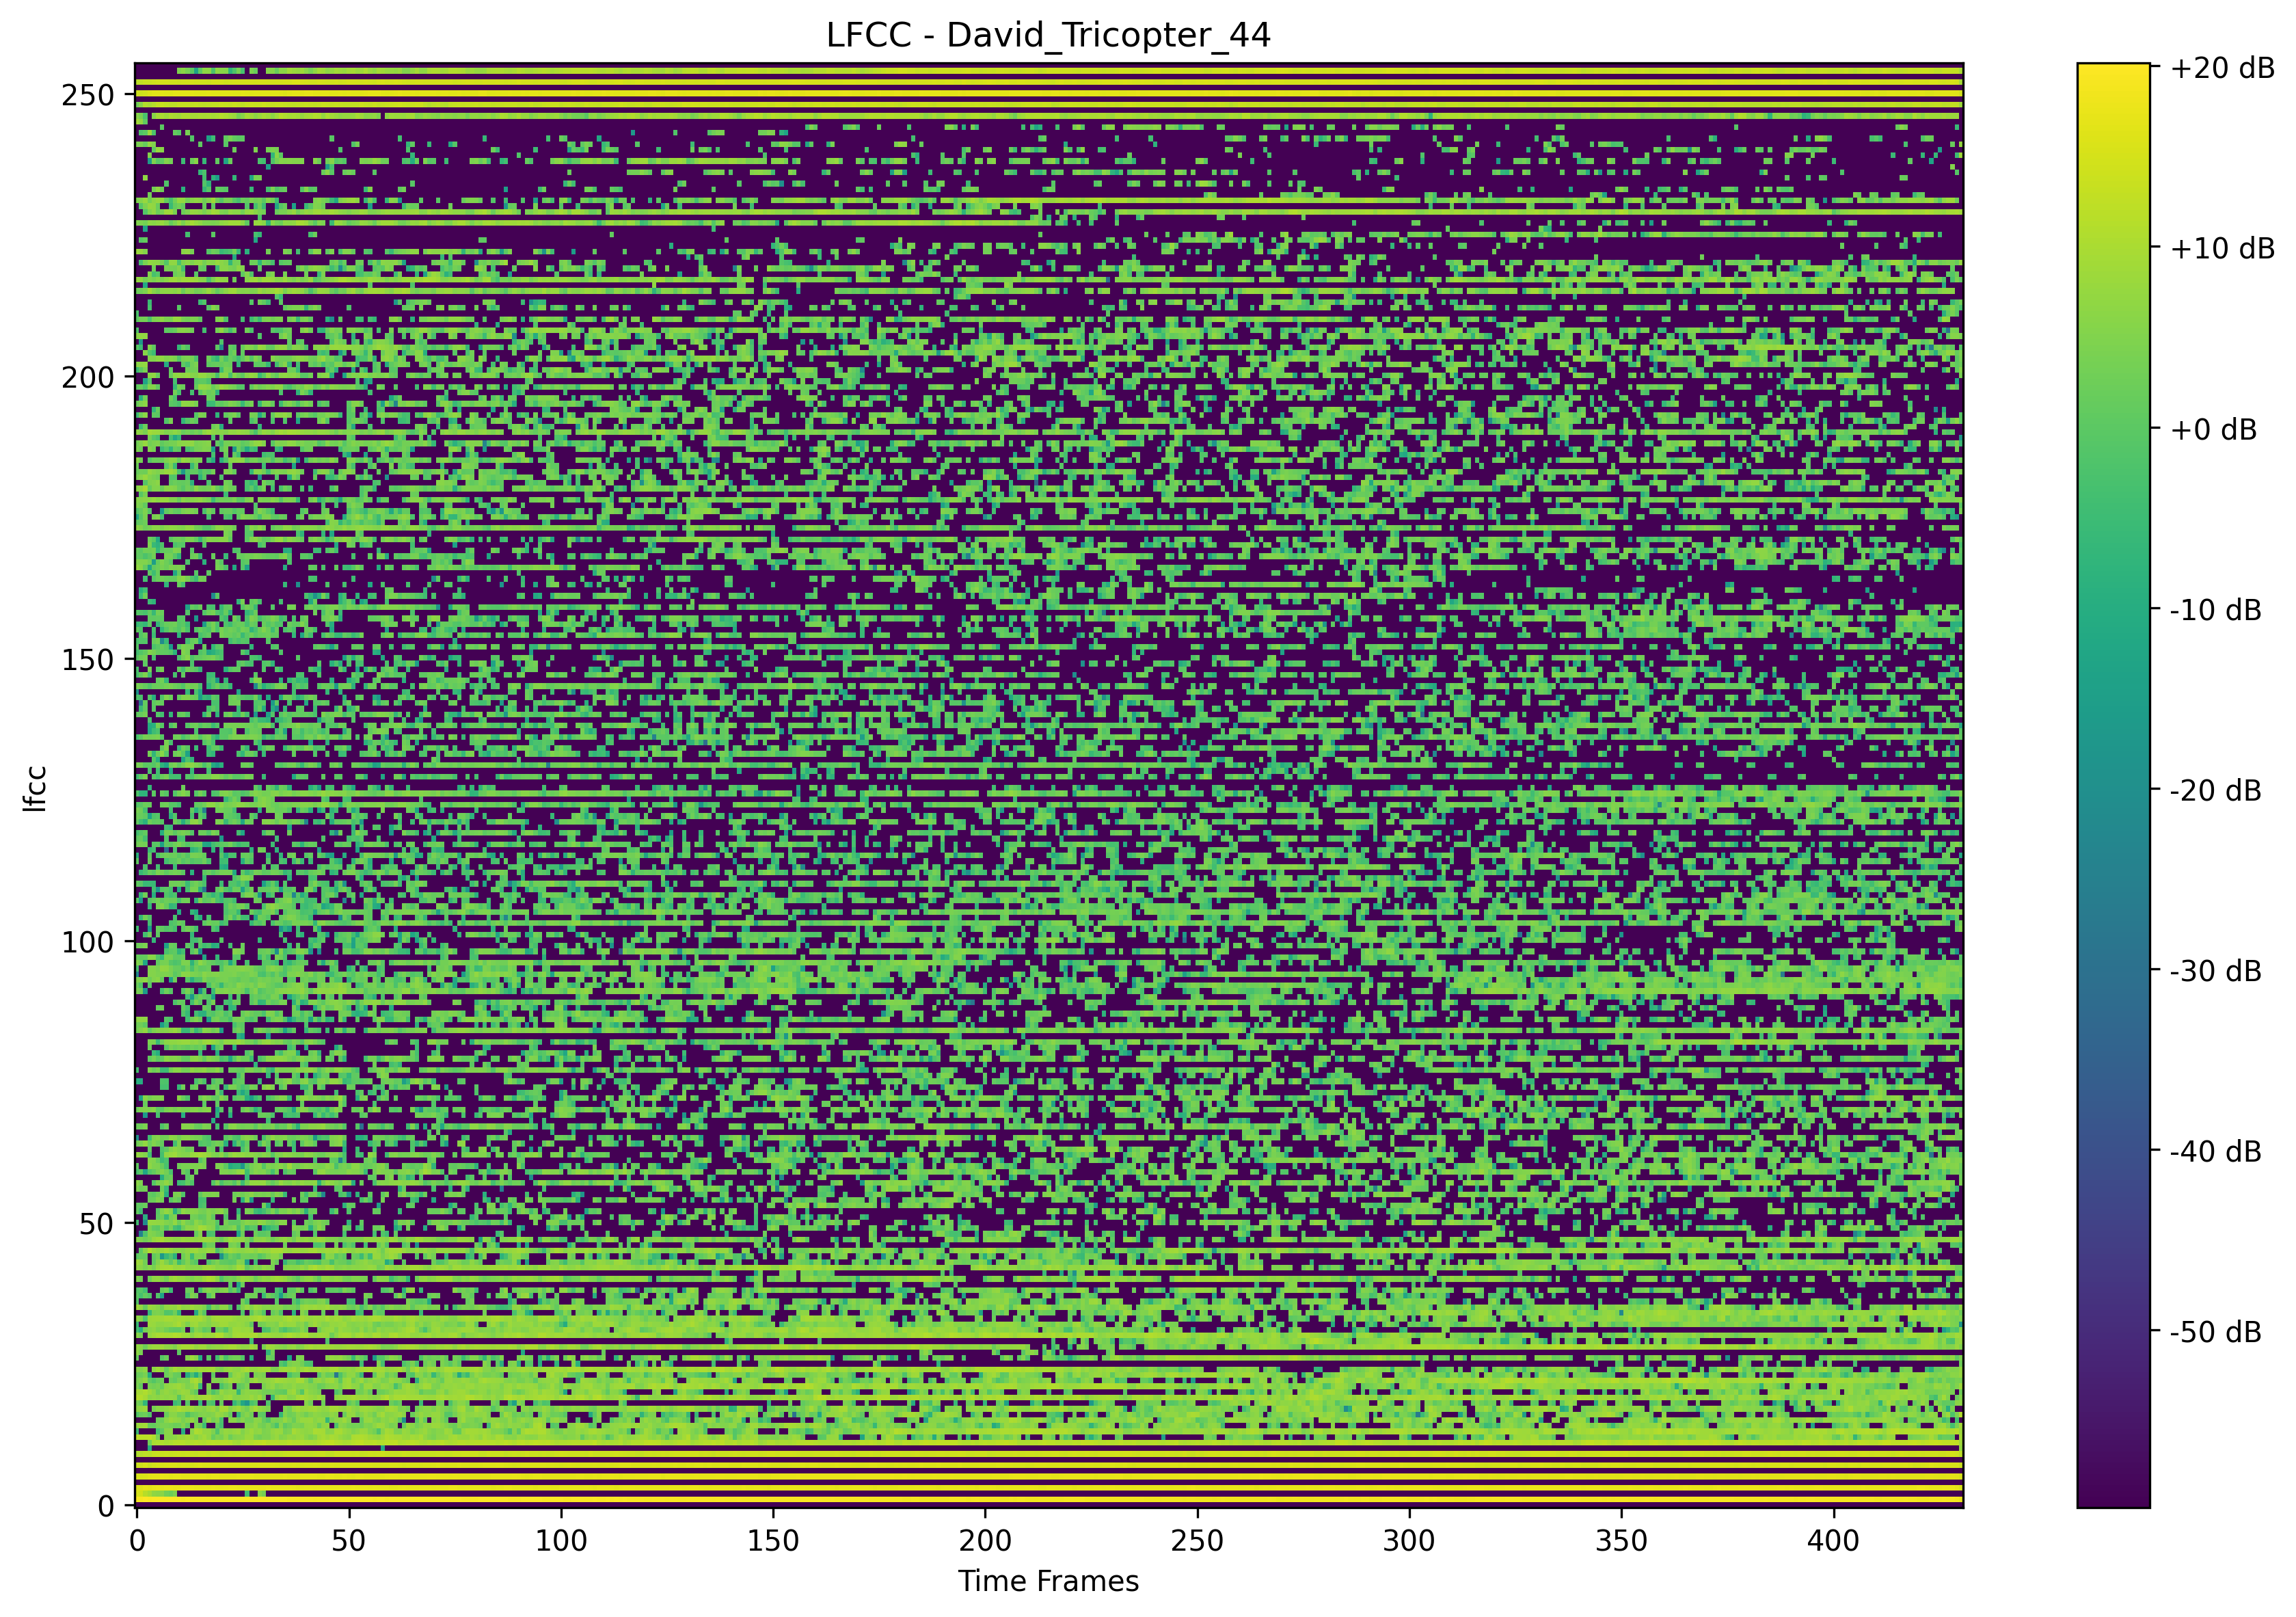 LFCC - David_Tricopter_44
lfcc
250
200
150
100
50
0
0 50 100 150 200 250 300 350 400
Time Frames
+20 dB
+10 dB
+0 dB
-10 dB
-20 dB
-30 dB
-40 dB
-50 dB